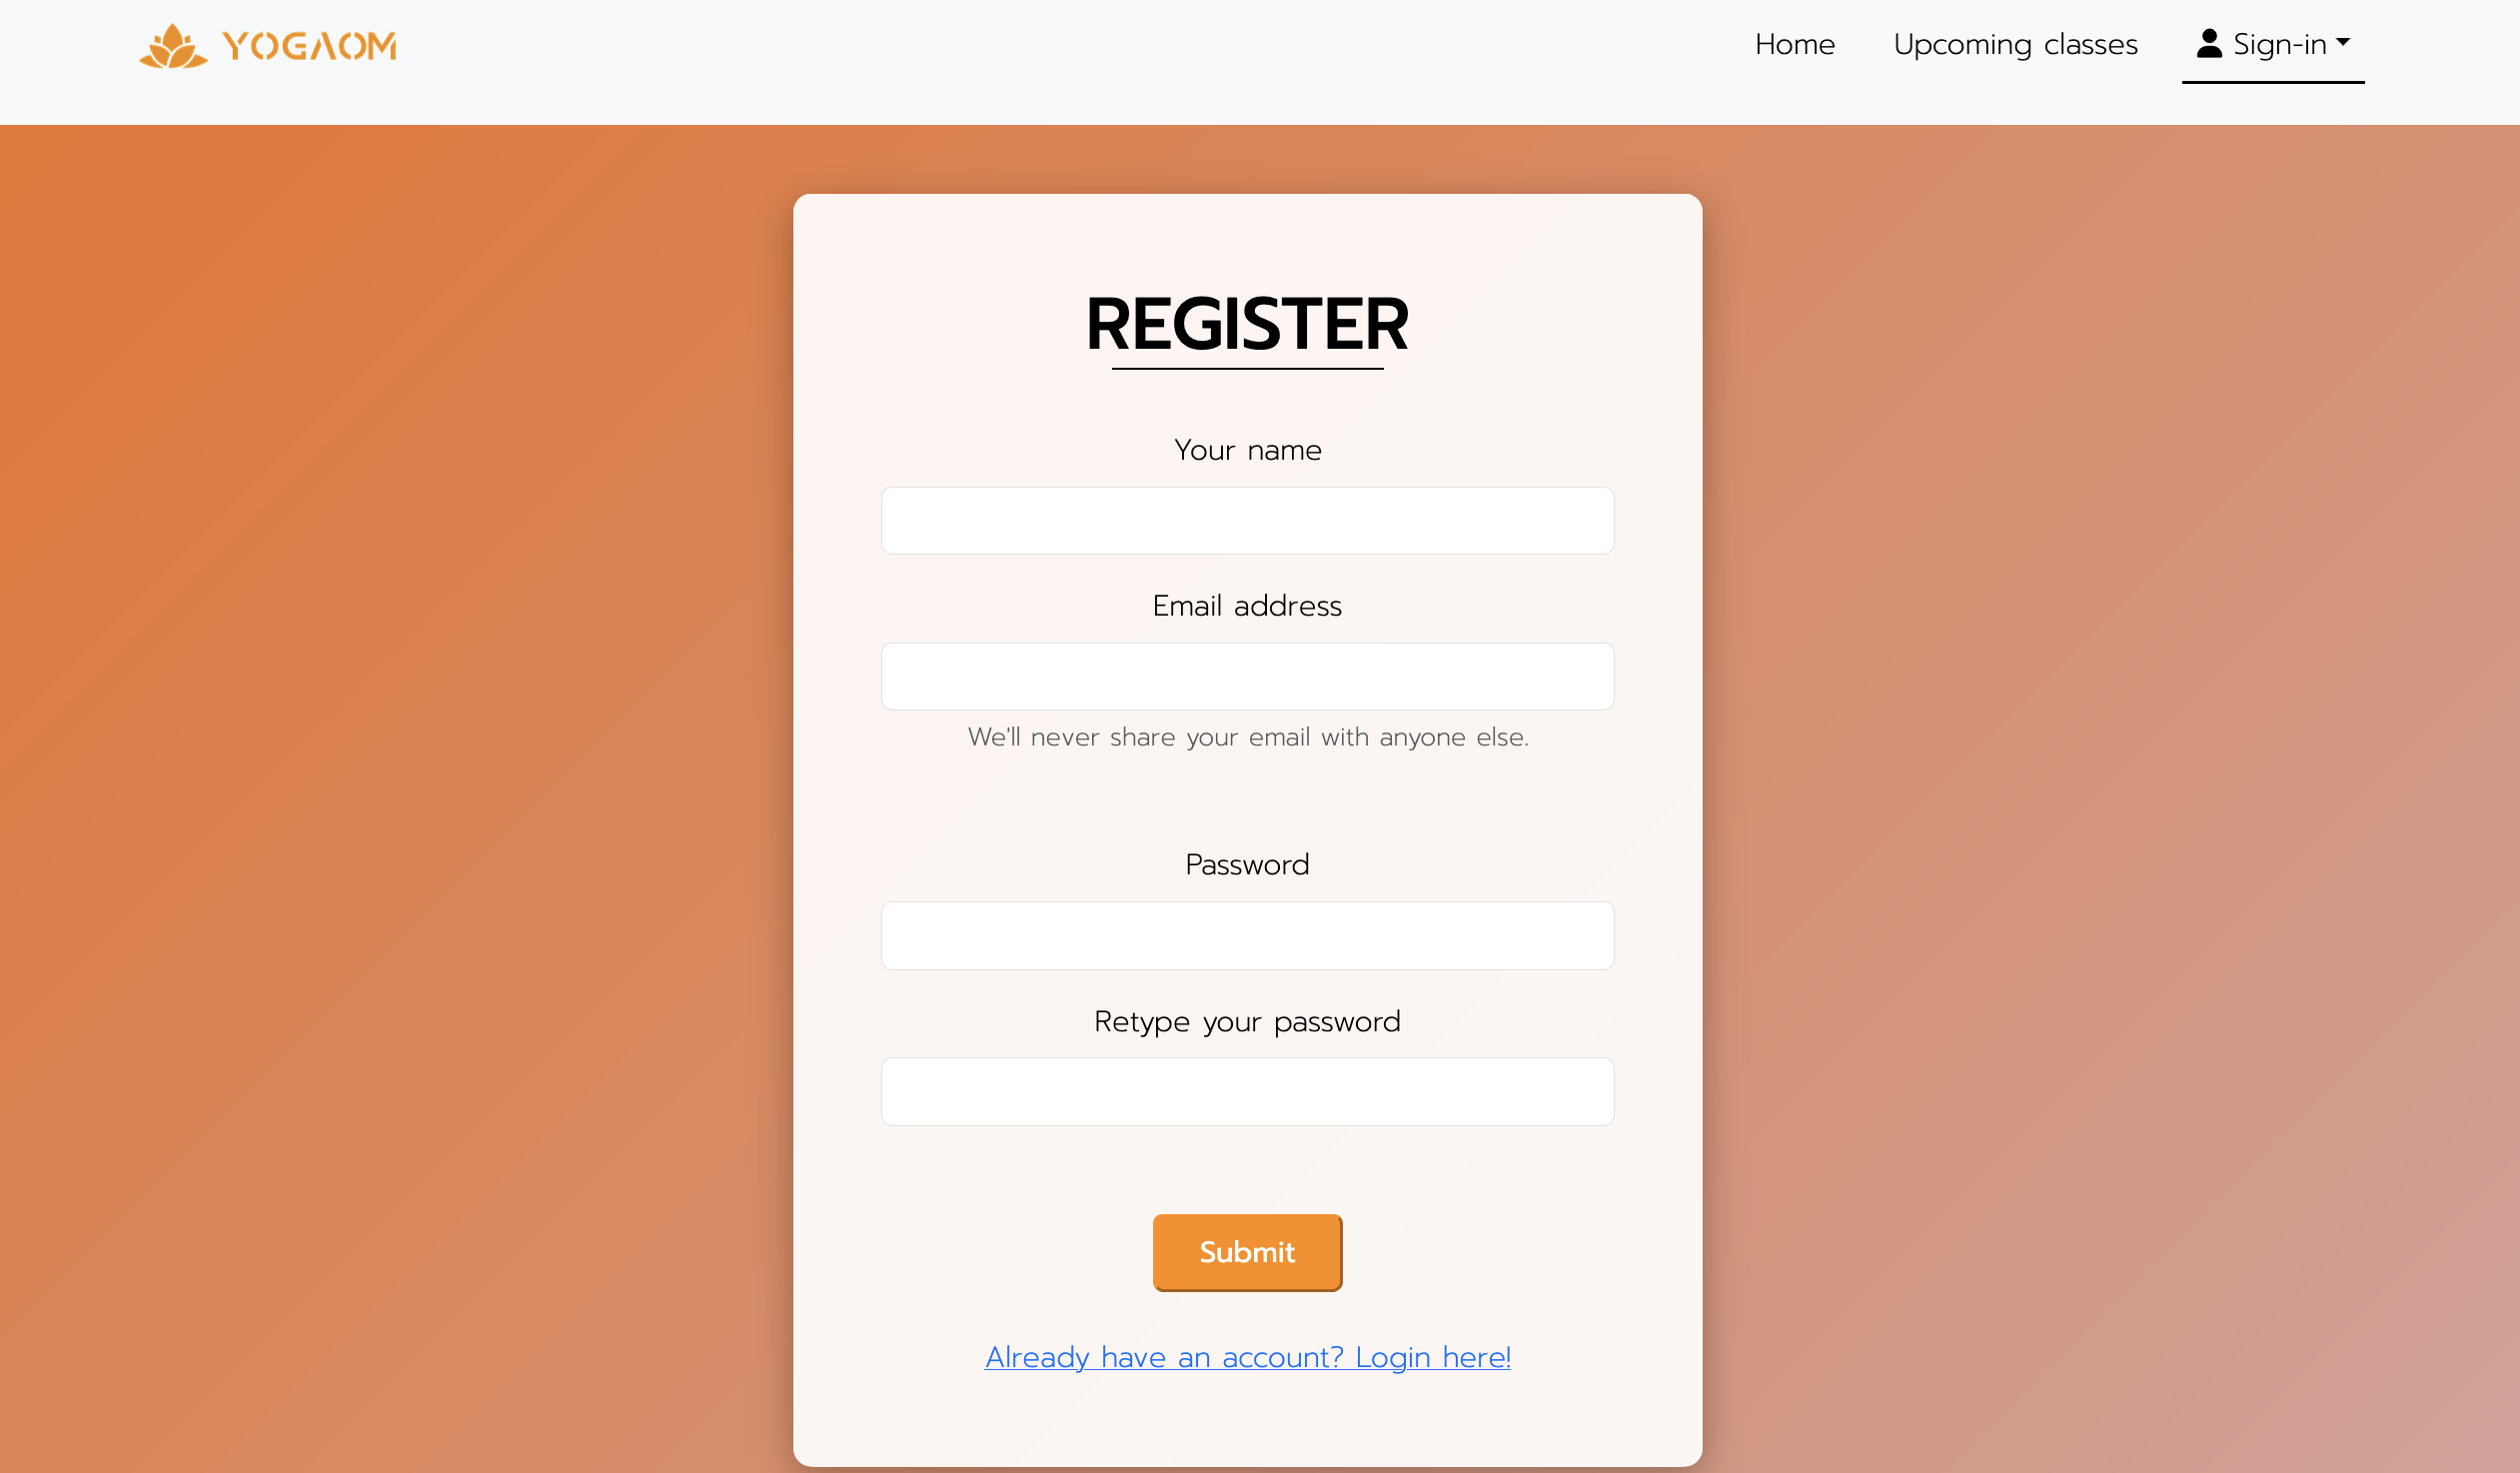 YOGAOM
Home
Upcoming classes
Sign-in
REGISTER
Your name
Email address
We'll never share your email with anyone else.
Password
Retype your password
Submit
Already have an account? Login here!